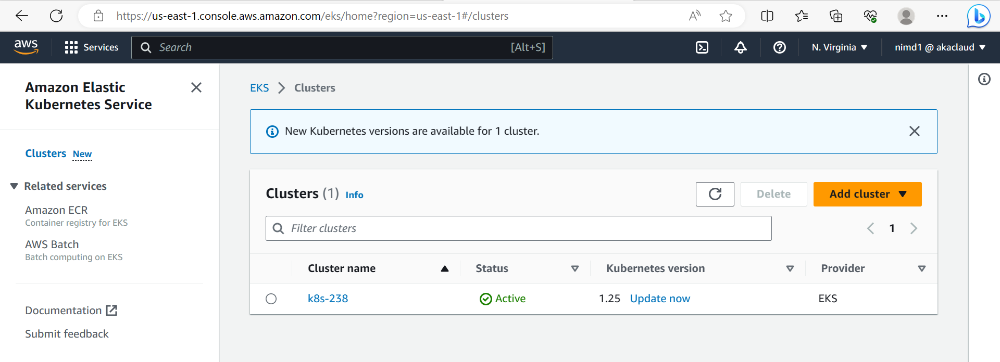 https://us-east-1.console.aws.amazon.com/eks/home?region=us-east-1#/clusters
aws
Services
Search
[Alt+S]
N. Virginia
nimd1 @ akaclaud
Amazon Elastic
Kubernetes Service
Clusters New
Related services
Amazon ECR
Container registry for EKS
AWS Batch
Batch computing on EKS
Documentation
Submit feedback
EKS
Clusters
New Kubernetes versions are available for 1 cluster.
Clusters (1) Info
Delete
Add cluster
Filter clusters
1
Cluster name
Status
Kubernetes version
Provider
k8s-238
Active
1.25 Update now
EKS